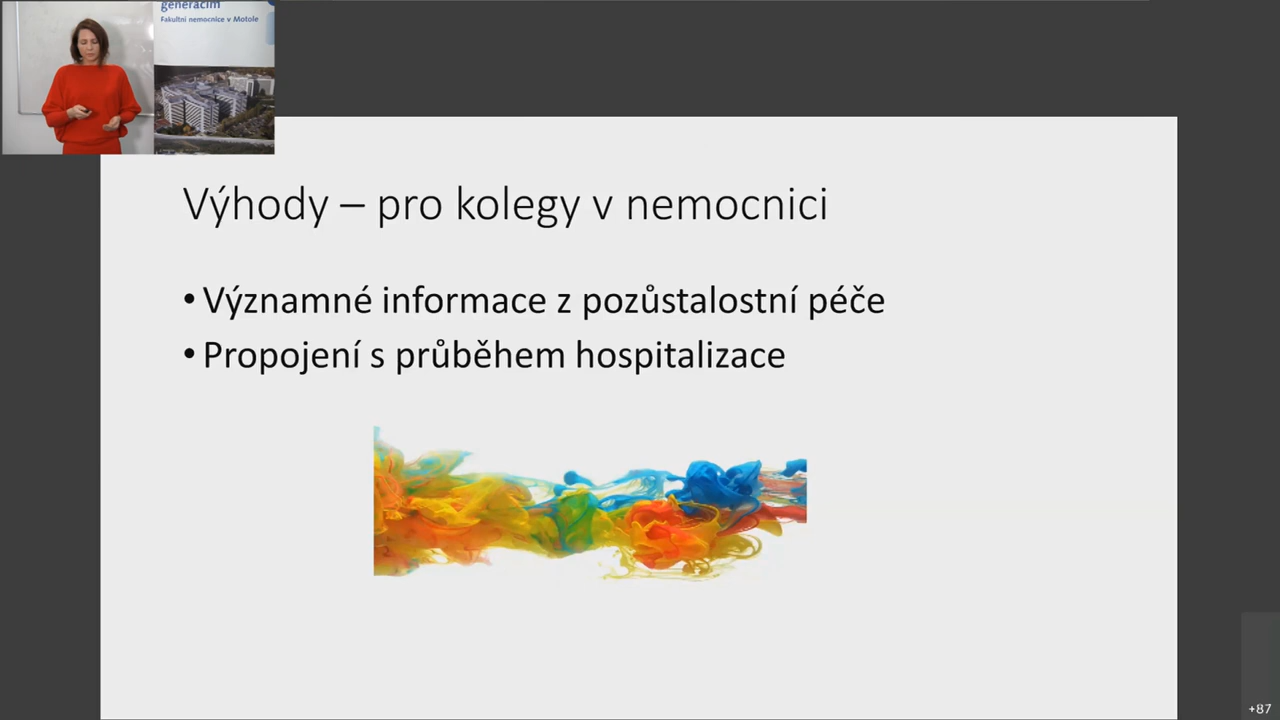 generacím
Fakultní nemocnice v Motole
Výhody – pro kolegy v nemocnici
• Významné informace z pozůstalostní péče
• Propojení s průběhem hospitalizace
+87